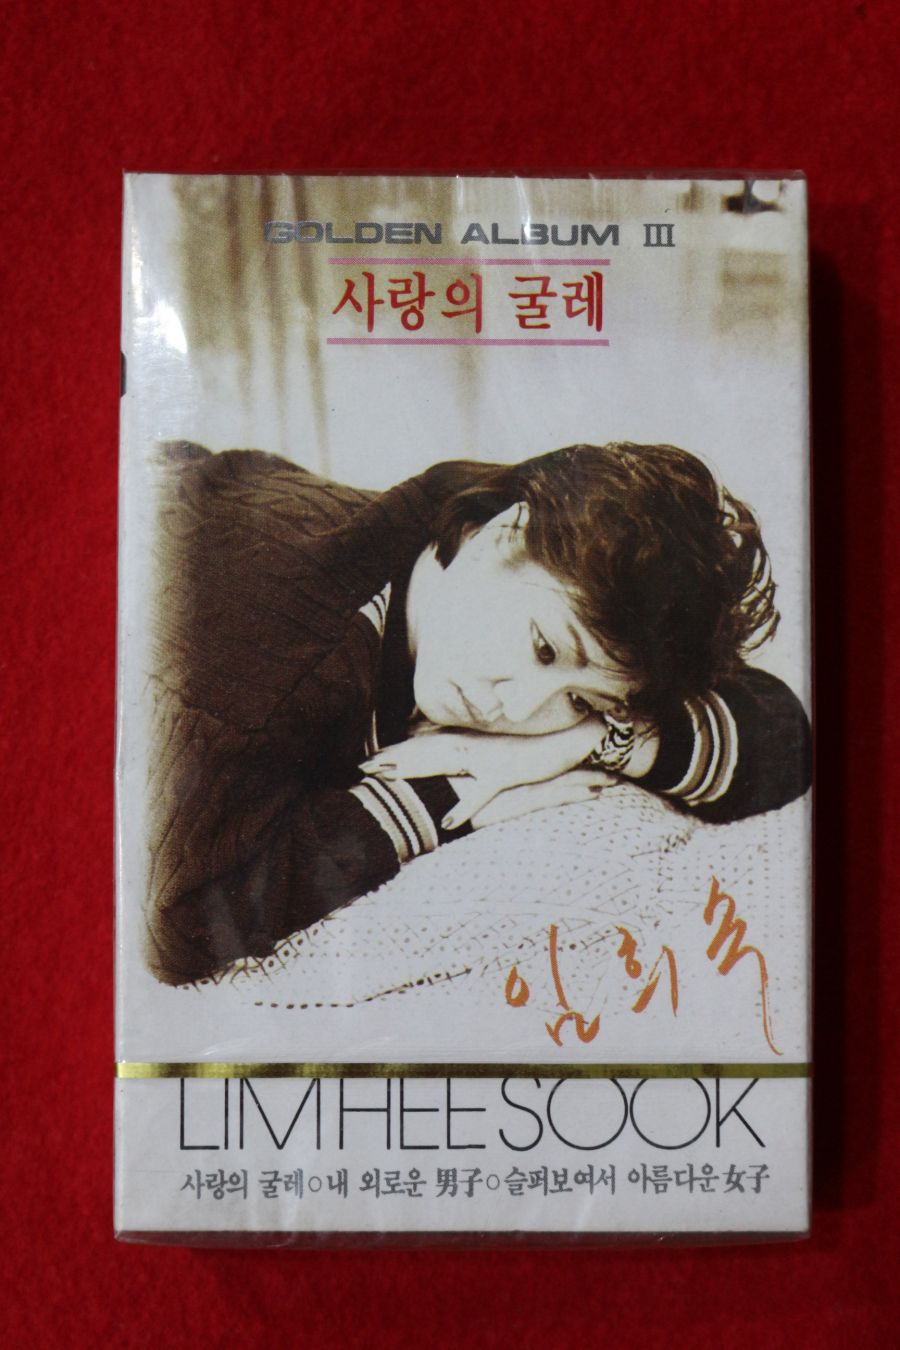 GOLDEN ALBUM III
사랑의 굴레
임희숙
LIM HEE SOOK
사랑의 굴레○내 외로운 男子○슬퍼보여서 아름다운 女子